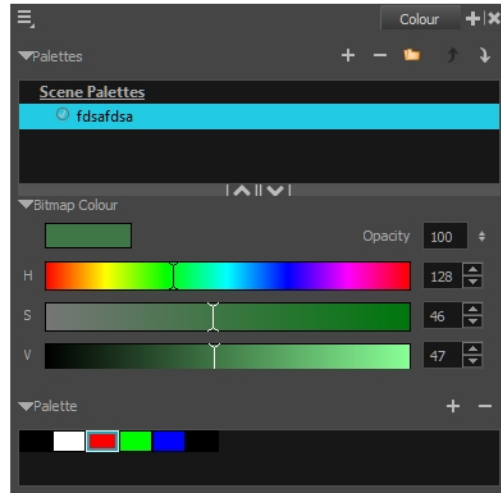 Colour
Palettes
Scene Palettes
fdsafdsa
Bitmap Colour
Opacity 100
H 128
S 46
V 47
Palette